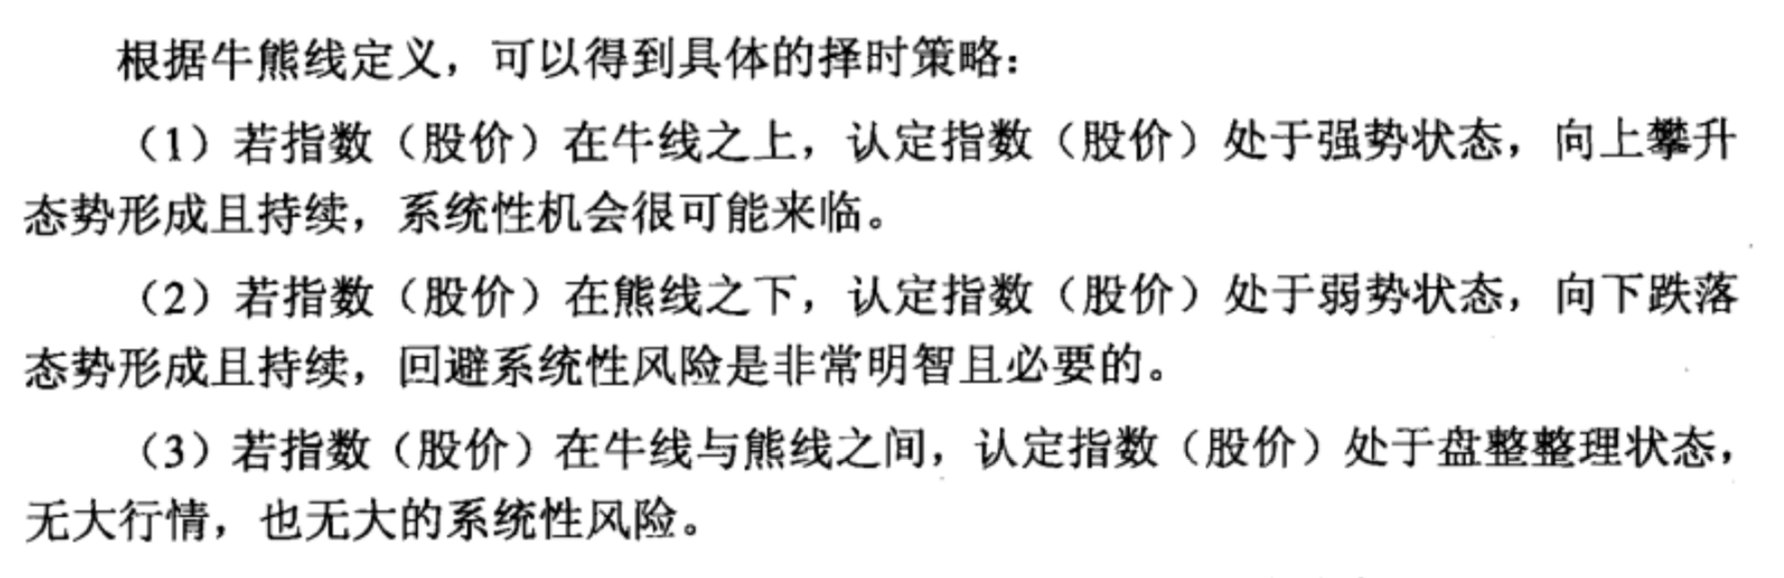 根据牛熊线定义，可以得到具体的择时策略：
（1）若指数（股价）在牛线之上，认定指数（股价）处于强势状态，向上攀升
态势形成且持续，系统性机会很可能来临。
（2）若指数（股价）在熊线之下，认定指数（股价）处于弱势状态，向下跌落
态势形成且持续，回避系统性风险是非常明智且必要的。
（3）若指数（股价）在牛线与熊线之间，认定指数（股价）处于盘整整理状态，
无大行情，也无大的系统性风险。